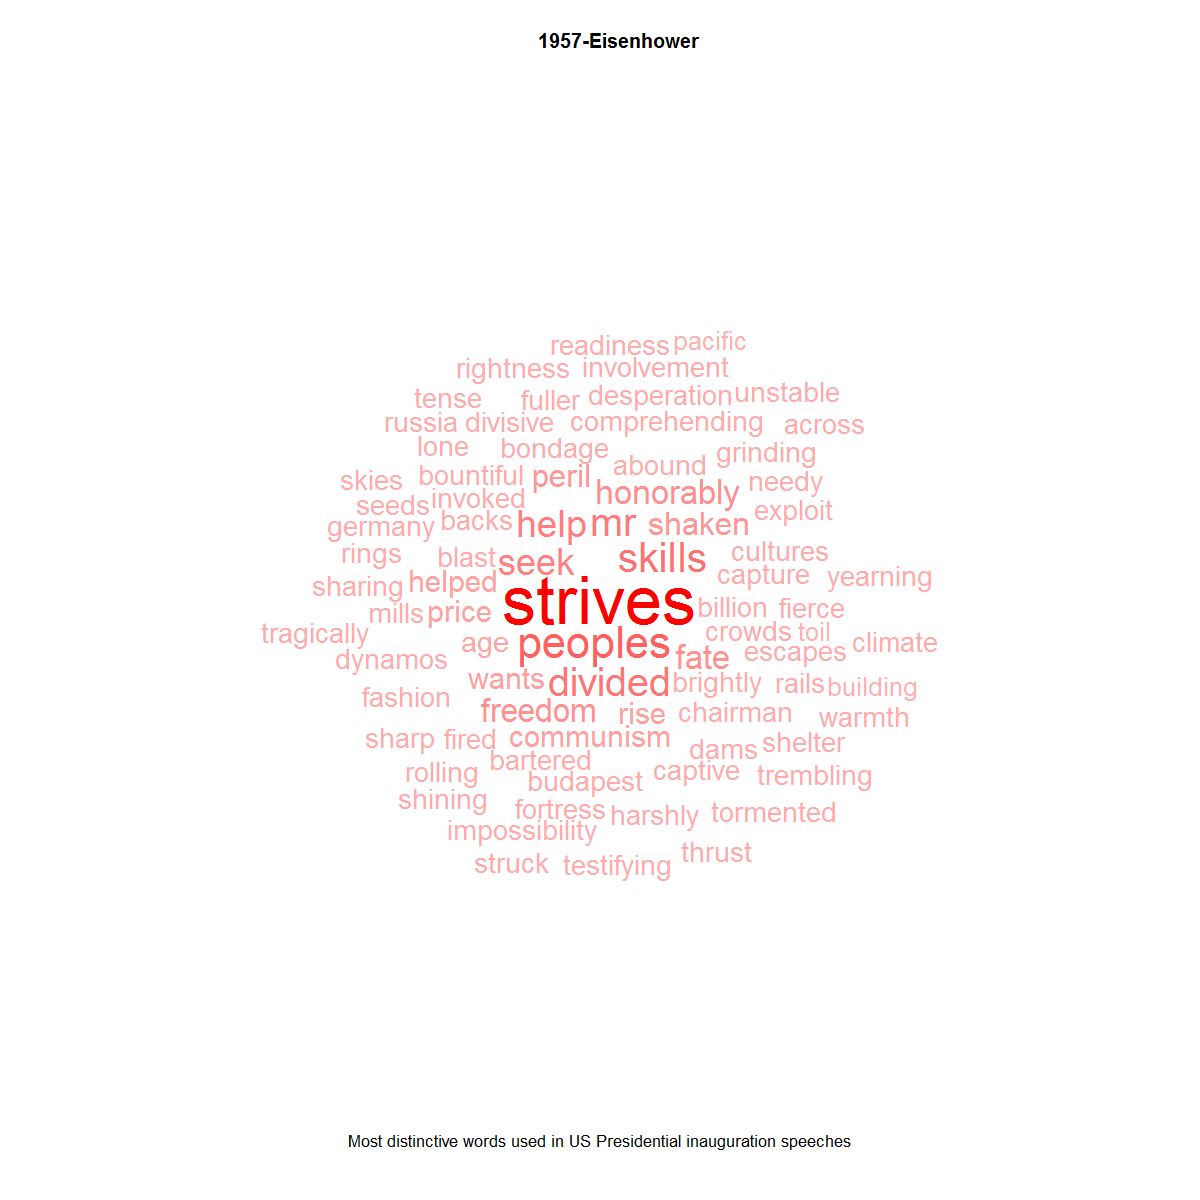 1957-Eisenhower
readiness pacific
rightness involvement
tense fuller desperation unstable
russia divisive comprehending across
lone bondage grinding
skies bountiful peril abound needy
seeds invoked honorably exploit
germany backs help mr shaken
rings blast seek skills cultures
sharing helped capture yearning
mills price strives billion fierce
tragically age peoples crowds toil climate
dynamos fate escapes
fashion wants divided brightly rails building
freedom rise chairman warmth
sharp fired communism dams shelter
rolling bartered budapest captive trembling
shining fortress harshly tormented
impossibility
struck testifying thrust
Most distinctive words used in US Presidential inauguration speeches